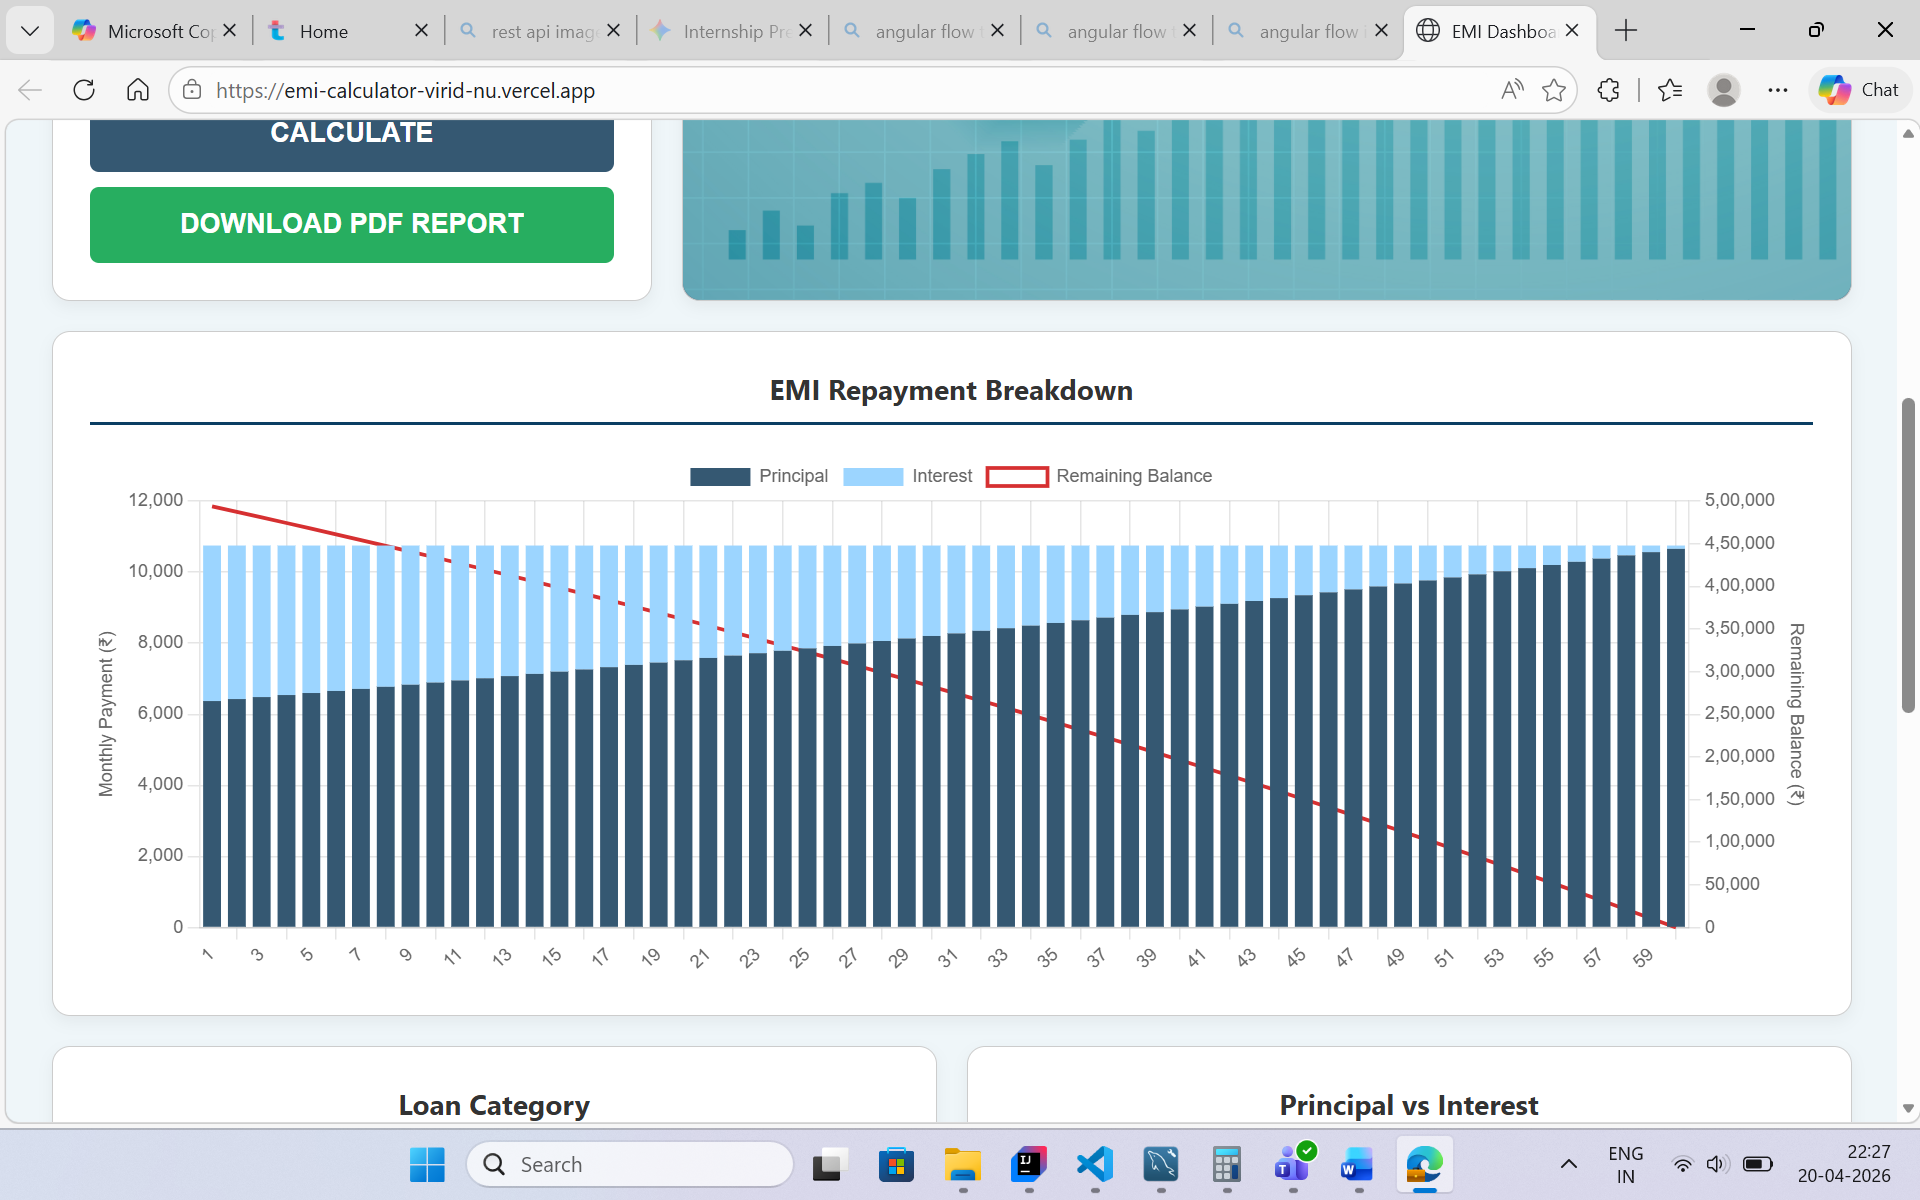 Microsoft Cop
Home
rest api imag
Internship Pre
angular flow
angular flow
angular flow
EMI Dashboa
https://emi-calculator-virid-nu.vercel.app
Chat
CALCULATE
DOWNLOAD PDF REPORT
EMI Repayment Breakdown
Principal
Interest
Remaining Balance
Monthly Payment (₹)
12,000
10,000
8,000
6,000
4,000
2,000
0
5,00,000
4,50,000
4,00,000
3,50,000
3,00,000
2,50,000
2,00,000
1,50,000
1,00,000
50,000
0
Remaining Balance (₹)
1 3 5 7 9 11 13 15 17 19 21 23 25 27 29 31 33 35 37 39 41 43 45 47 49 51 53 55 57 59
Loan Category
Principal vs Interest
Search
ENG
IN
22:27
20-04-2026